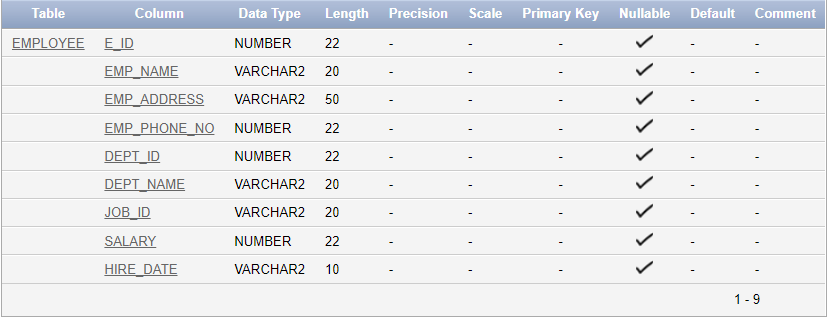 Table Column Data Type Length Precision Scale Primary Key Nullable Default Comment
EMPLOYEE E_ID NUMBER 22 - - - ✓ - -
EMP_NAME VARCHAR2 20 - - - ✓ - -
EMP_ADDRESS VARCHAR2 50 - - - ✓ - -
EMP_PHONE_NO NUMBER 22 - - - ✓ - -
DEPT_ID NUMBER 22 - - - ✓ - -
DEPT_NAME VARCHAR2 20 - - - ✓ - -
JOB_ID VARCHAR2 20 - - - ✓ - -
SALARY NUMBER 22 - - - ✓ - -
HIRE_DATE VARCHAR2 10 - - - ✓ - -
1 - 9